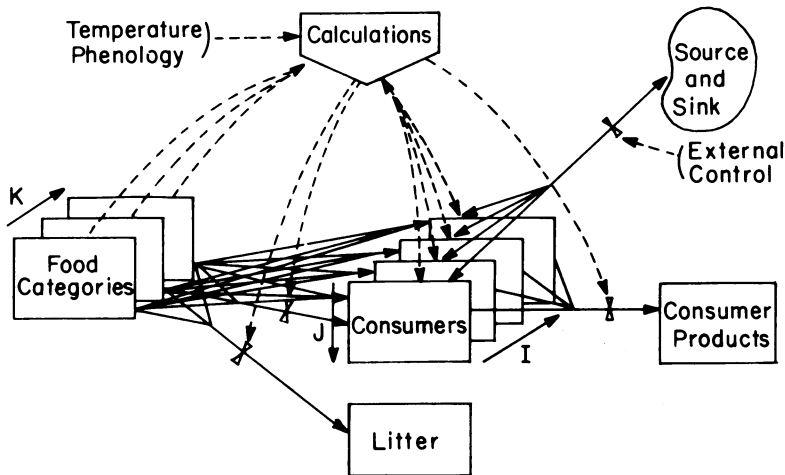 Temperature
Phenology
Calculations
Source
and
Sink
External
Control
K
Food
Categories
J
Consumers
I
Consumer
Products
Litter